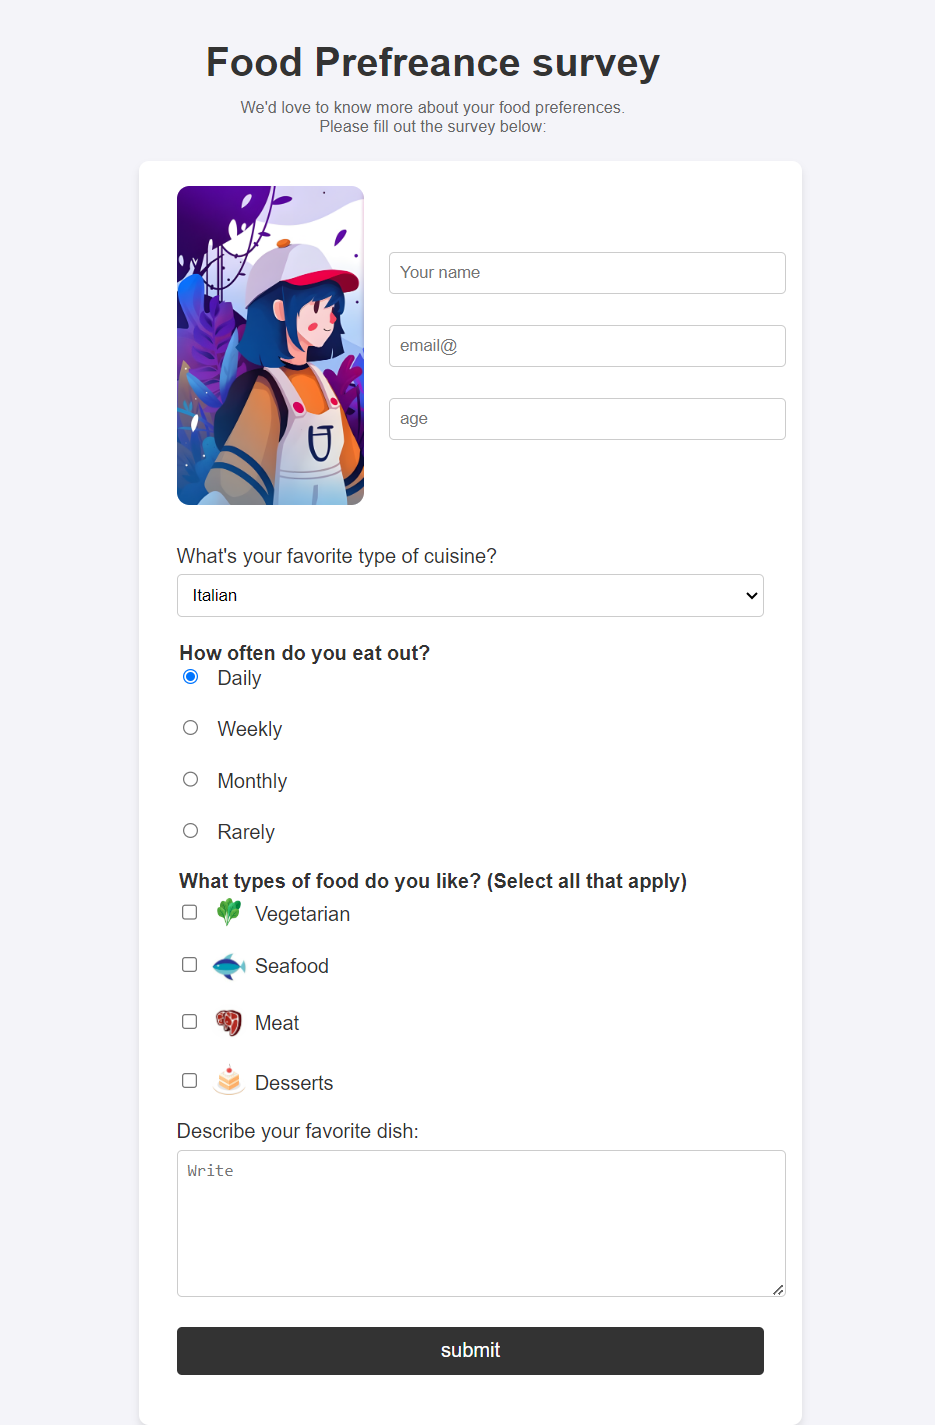 Food Prefreance survey
We'd love to know more about your food preferences.
Please fill out the survey below:
Your name
email@
age
What's your favorite type of cuisine?
Italian
How often do you eat out?
Daily
Weekly
Monthly
Rarely
What types of food do you like? (Select all that apply)
Vegetarian
Seafood
Meat
Desserts
Describe your favorite dish:
Write
submit